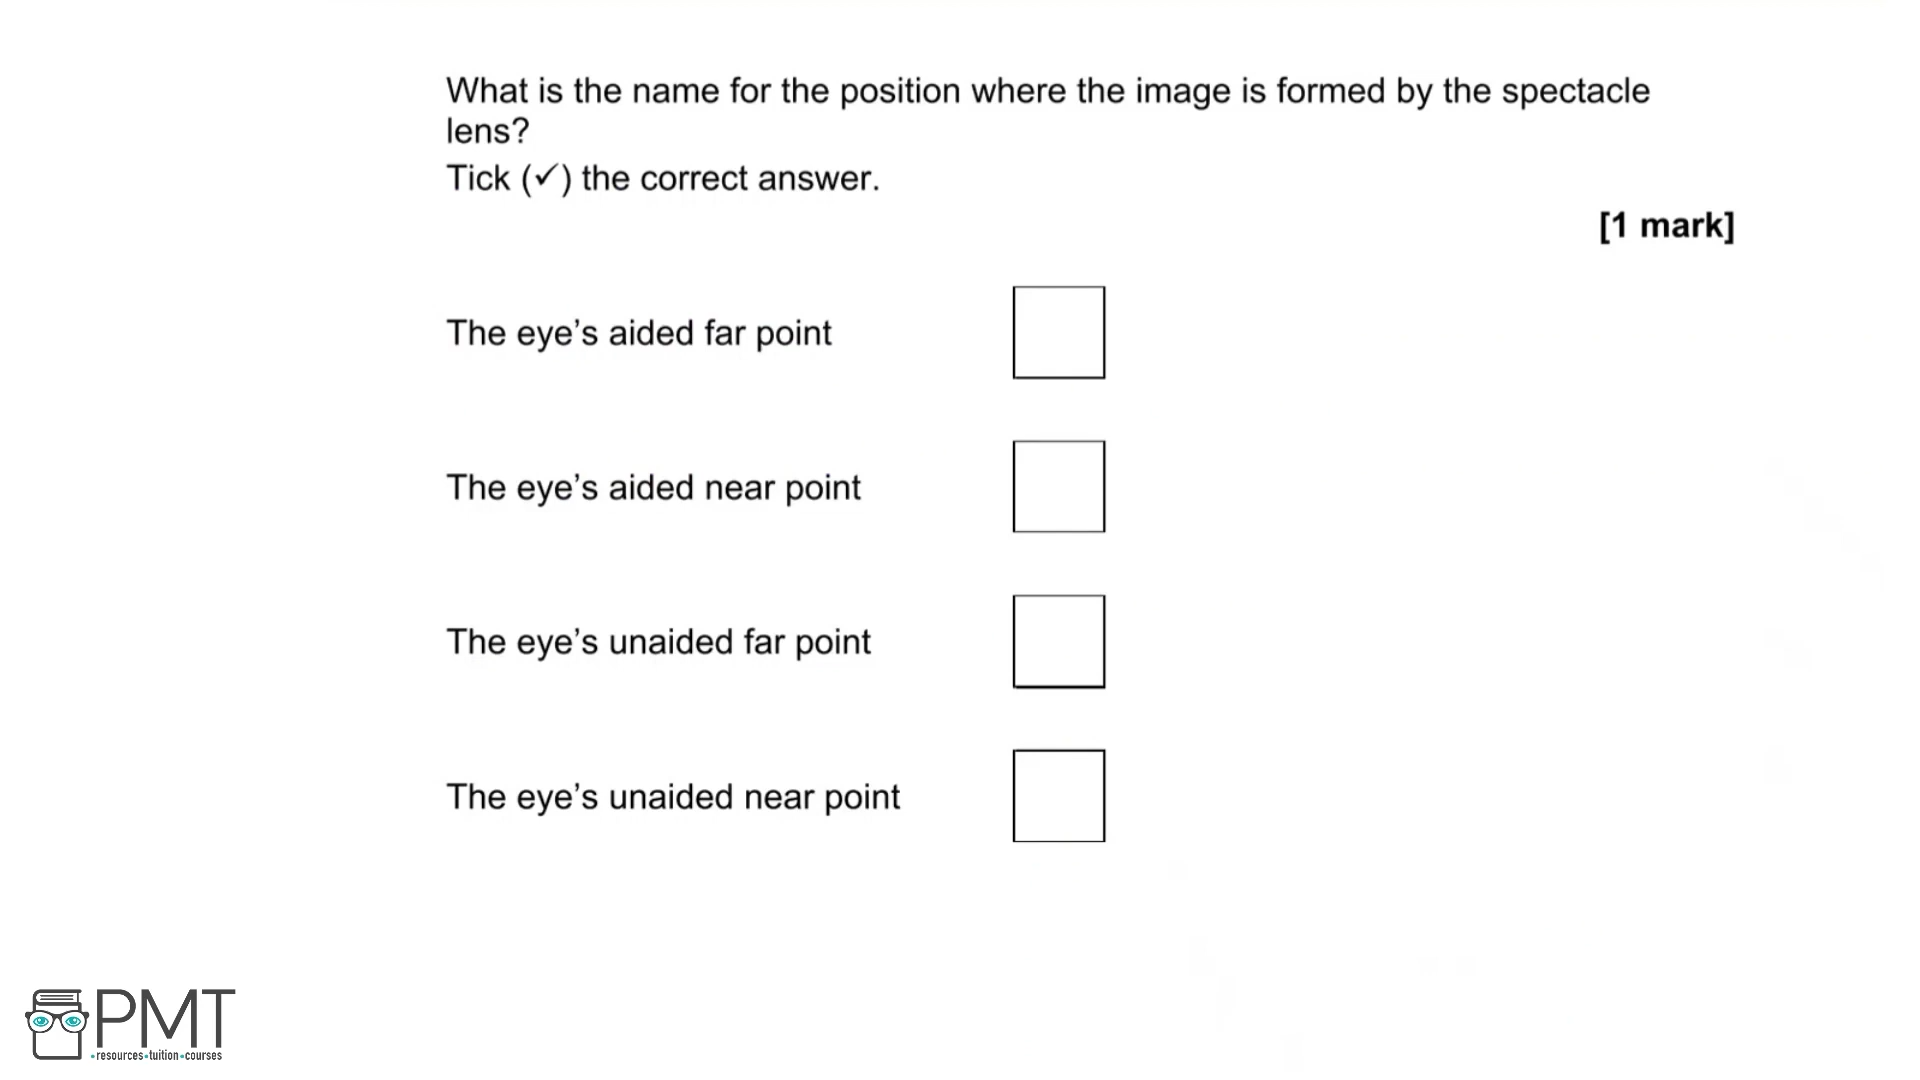 What is the name for the position where the image is formed by the spectacle
lens?
Tick (✓) the correct answer.
[1 mark]
The eye’s aided far point
The eye’s aided near point
The eye’s unaided far point
The eye’s unaided near point
PMT
•resources•tuition•courses